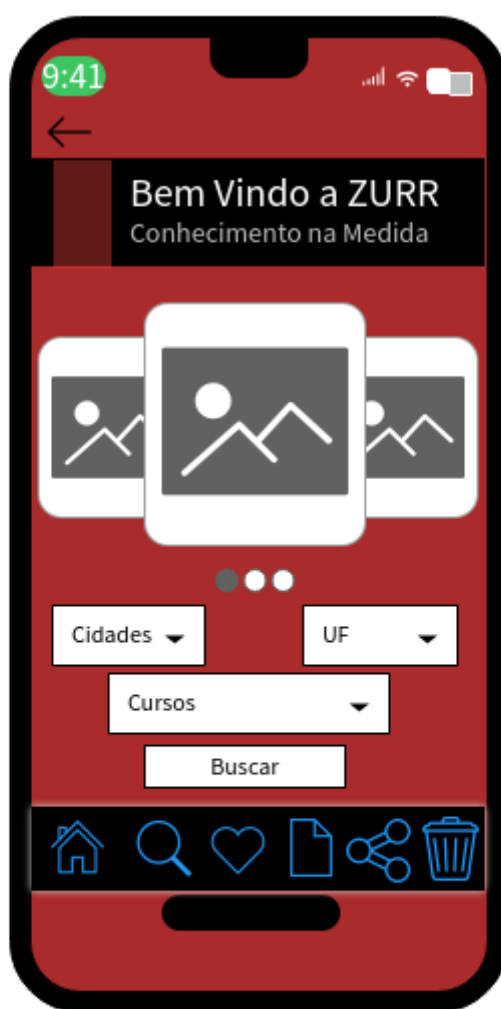 9:41
Bem Vindo a ZURR
Conhecimento na Medida
Cidades
UF
Cursos
Buscar